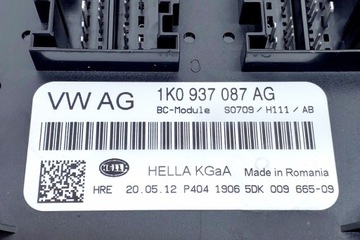 VW AG 1K0 937 087 AG
BC-Module S0709 / H111 / AB
HELLA HELLA KGaA Made in Romania
HRE 20.05.12 P404 1906 5DK 009 665-09